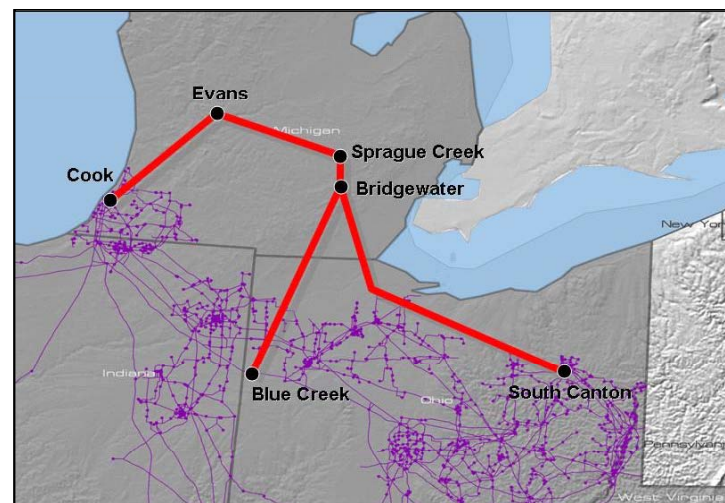 Evans
Michigan
Sprague Creek
Cook
Bridgewater
New York
Indiana
Blue Creek
Ohio
South Canton
Pennsylvania
West Virginia